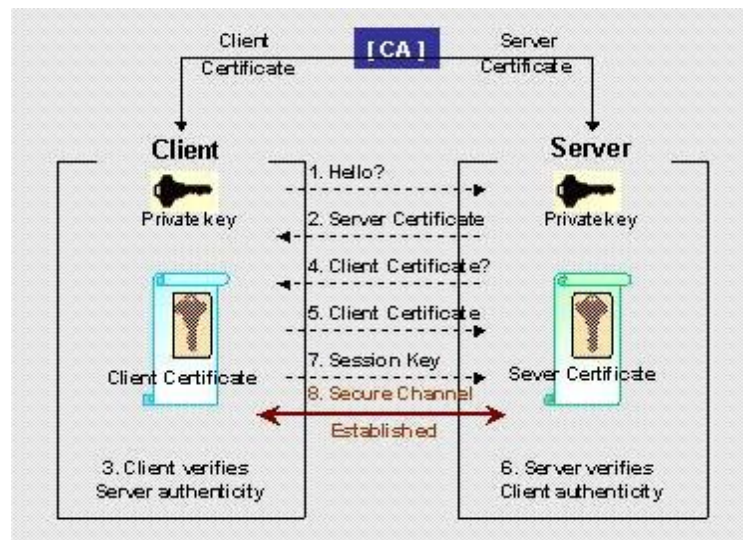 Client
Certificate
[ CA ]
Server
Certificate
Client
Server
Private key
Private key
1. Hello?
2. Server Certificate
4. Client Certificate?
5. Client Certificate
7. Session Key
8. Secure Channel
Established
Client Certificate
Sever Certificate
3. Client verifies
Server authenticity
6. Server verifies
Client authenticity